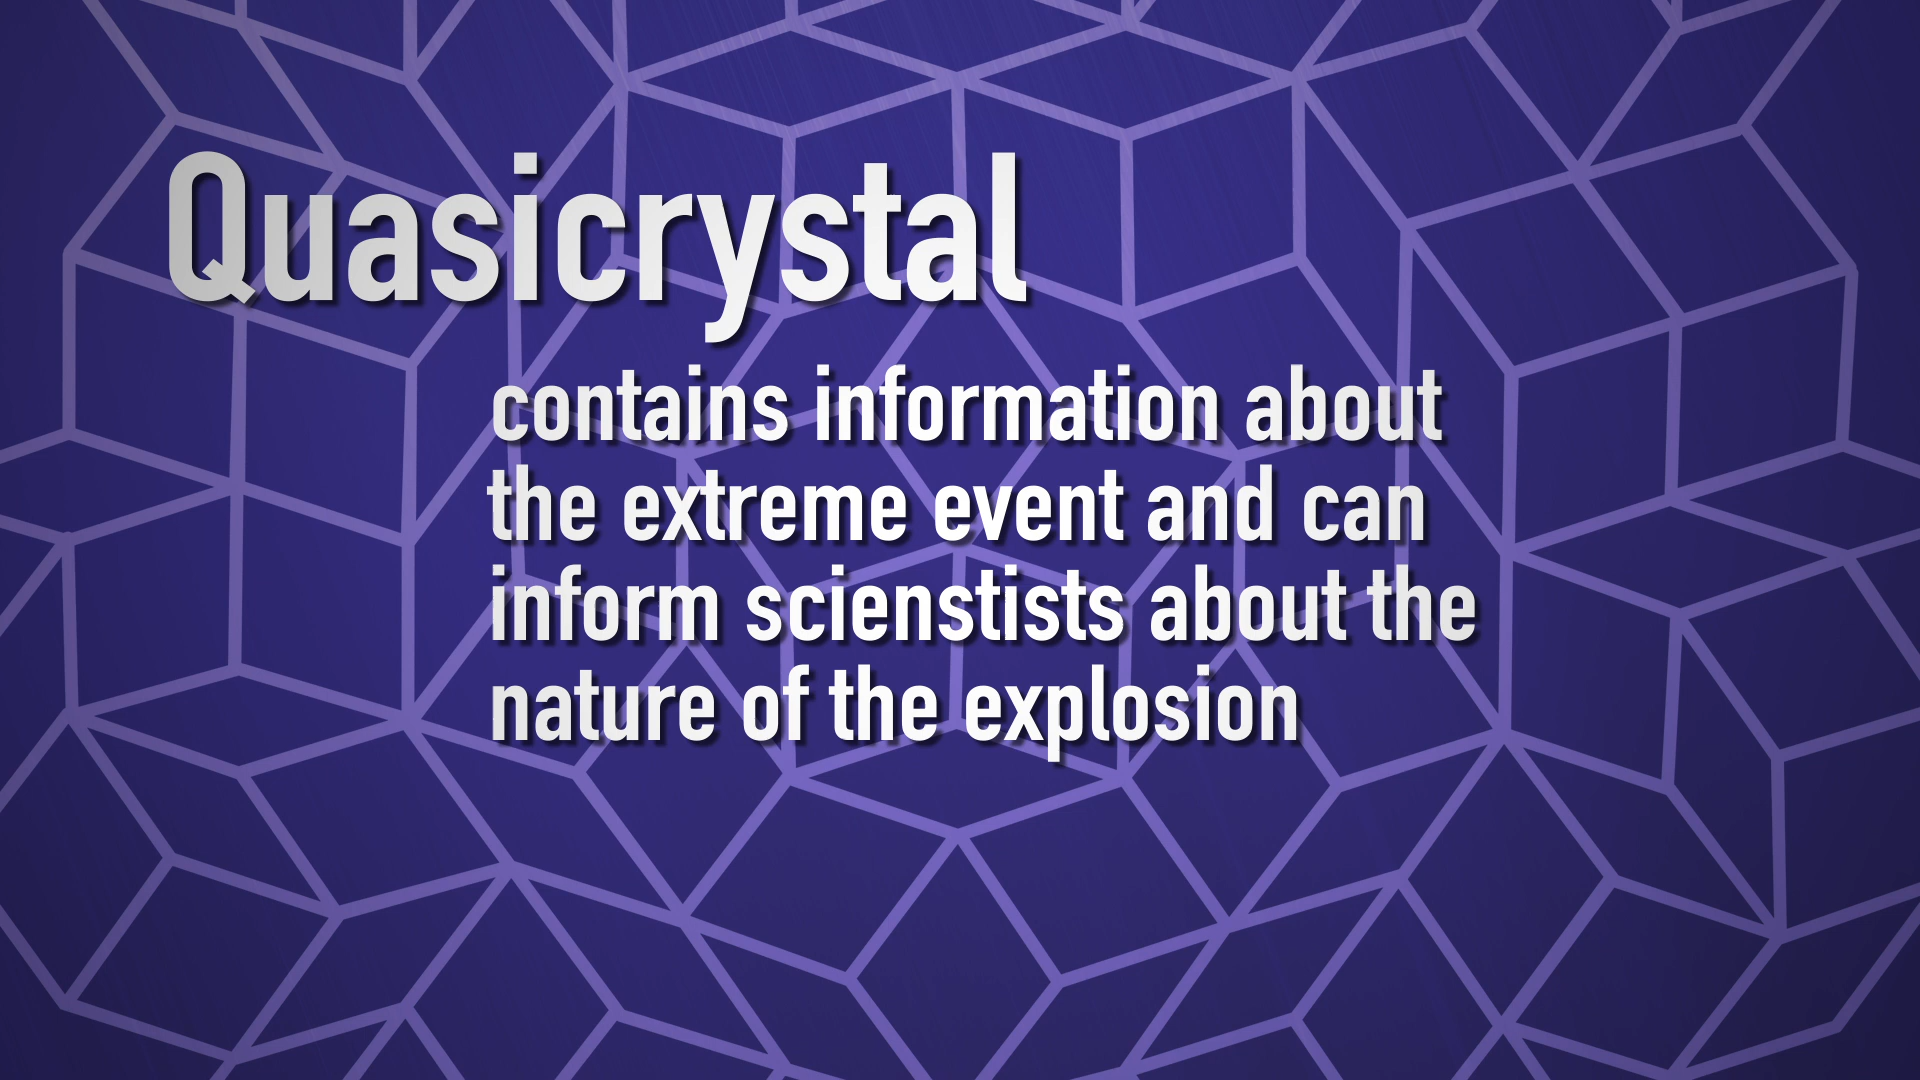 Quasicrystal
contains information about
the extreme event and can
inform scienstists about the
nature of the explosion